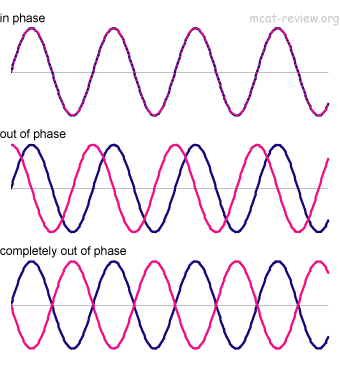 in phase
mcat-review.org
out of phase
completely out of phase